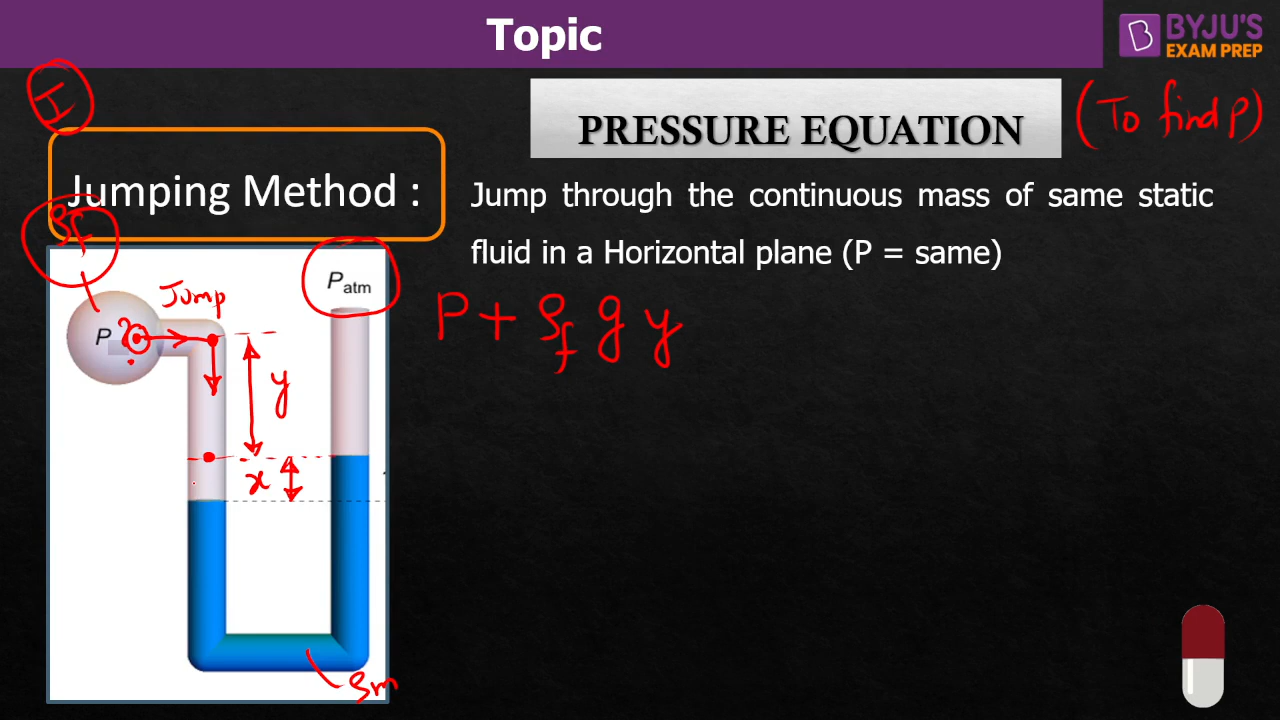 Topic
BYJU'S
EXAM PREP
I
PRESSURE EQUATION
(To find P)
Jumping Method :
Jump through the continuous mass of same static
fluid in a Horizontal plane (P = same)
ρf
Patm
Jump
P
?
P + ρf g y
y
x
ρm